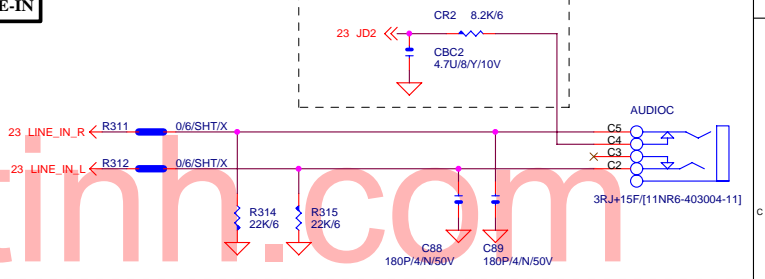 E-IN
CR2 8.2K/6
23 JD2
CBC2
4.7U/8/Y/10V
AUDIOC
23 LINE_IN_R R311 0/6/SHT/X C5
C4
C3
23 LINE_IN_L R312 0/6/SHT/X C2
3RJ+15F/[11NR6-403004-11]
R314
22K/6
R315
22K/6
C88
180P/4/N/50V
C89
180P/4/N/50V
C
tinh.com